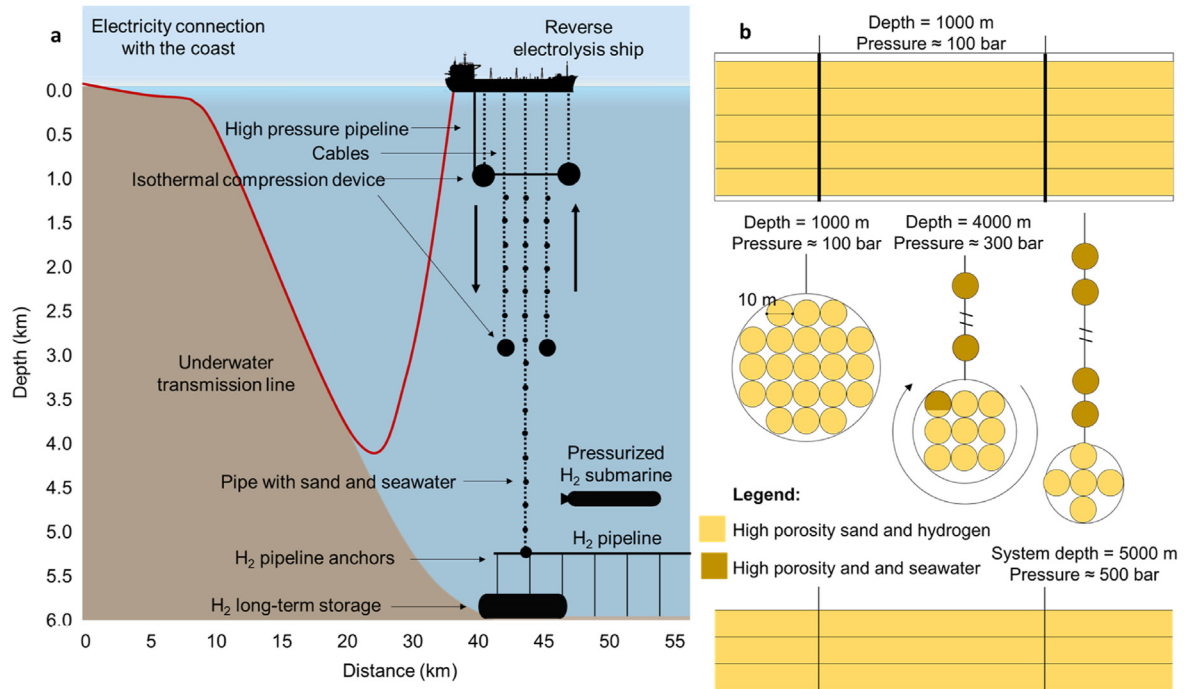 a
Electricity connection
with the coast
Reverse
electrolysis ship
Depth (km)
0.0
0.5
1.0
1.5
2.0
2.5
3.0
3.5
4.0
4.5
5.0
5.5
6.0
High pressure pipeline
Cables
Isothermal compression device
Underwater
transmission line
Pipe with sand and seawater
Pressurized
H₂ submarine
H₂ pipeline
H₂ pipeline anchors
H₂ long-term storage
0 5 10 15 20 40 45 50 55
Distance (km)
b
Depth = 1000 m
Pressure ≈ 100 bar
Depth = 1000 m
Pressure ≈ 100 bar
10 m
Depth = 4000 m
Pressure ≈ 300 bar
Legend:
High porosity sand and hydrogen
High porosity and and seawater
System depth = 5000 m
Pressure ≈ 500 bar